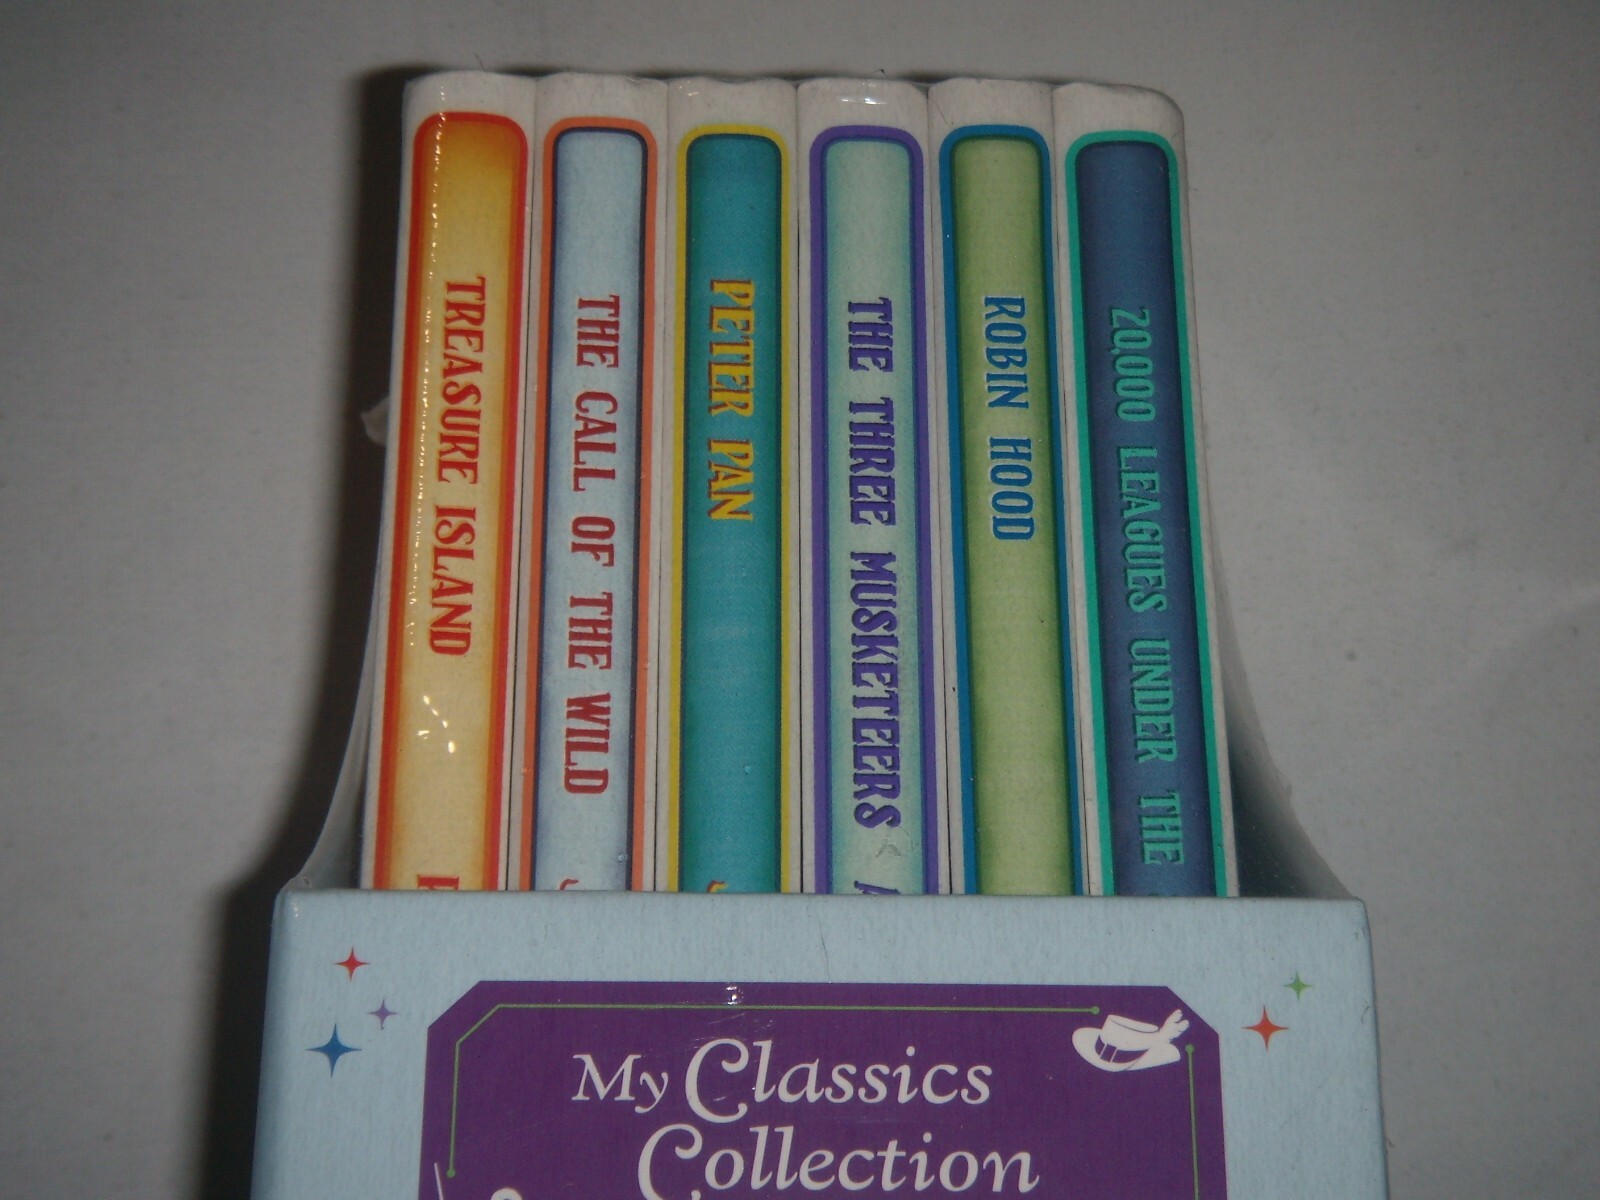 TREASURE ISLAND
THE CALL OF THE WILD
PETER PAN
THE THREE MUSKETEERS
ROBIN HOOD
20,000 LEAGUES UNDER THE
My Classics
Collection